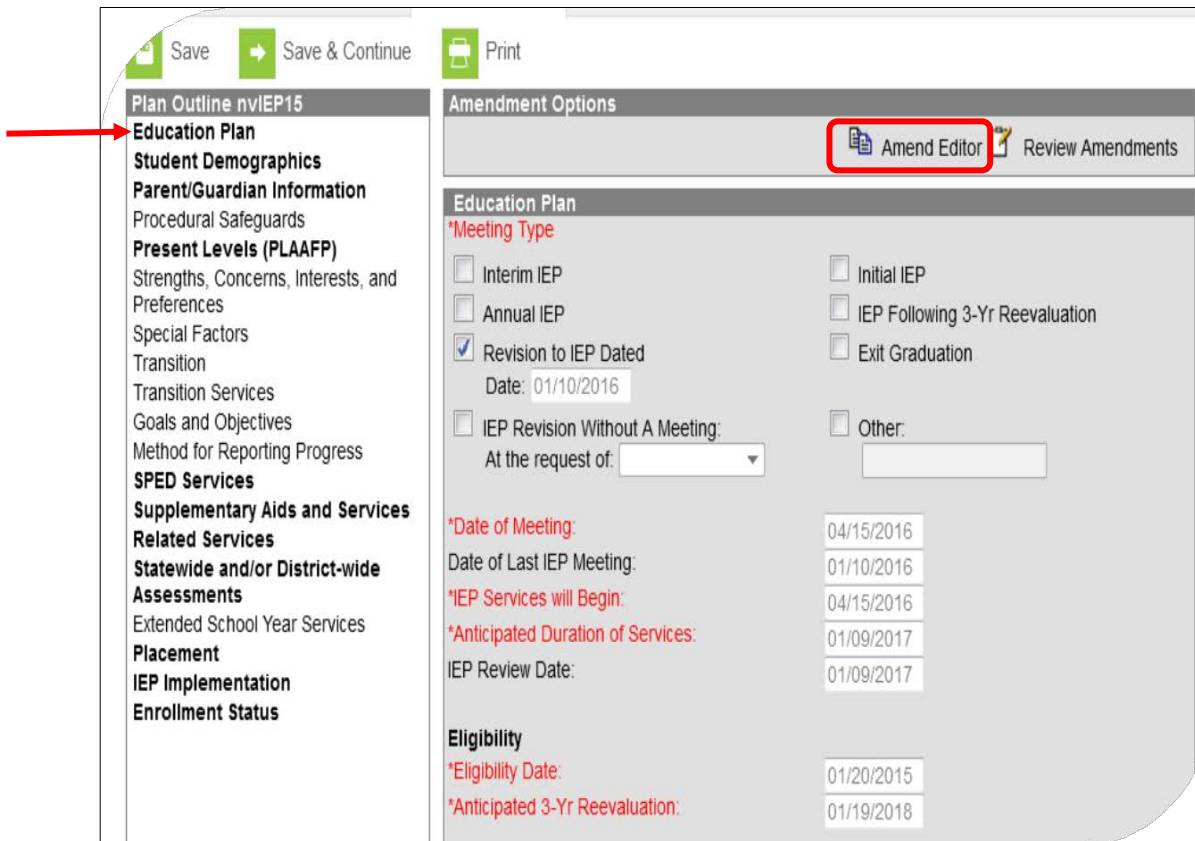 Save
Save & Continue
Print
Plan Outline nvIEP15
Education Plan
Student Demographics
Parent/Guardian Information
Procedural Safeguards
Present Levels (PLAAFP)
Strengths, Concerns, Interests, and
Preferences
Special Factors
Transition
Transition Services
Goals and Objectives
Method for Reporting Progress
SPED Services
Supplementary Aids and Services
Related Services
Statewide and/or District-wide
Assessments
Extended School Year Services
Placement
IEP Implementation
Enrollment Status
Amendment Options
Amend Editor
Review Amendments
Education Plan
*Meeting Type
Interim IEP
Initial IEP
Annual IEP
IEP Following 3-Yr Reevaluation
Revision to IEP Dated
Exit Graduation
Date: 01/10/2016
IEP Revision Without A Meeting:
Other:
At the request of:
*Date of Meeting: 04/15/2016
Date of Last IEP Meeting: 01/10/2016
*IEP Services will Begin: 04/15/2016
*Anticipated Duration of Services: 01/09/2017
IEP Review Date: 01/09/2017
Eligibility
*Eligibility Date: 01/20/2015
*Anticipated 3-Yr Reevaluation: 01/19/2018